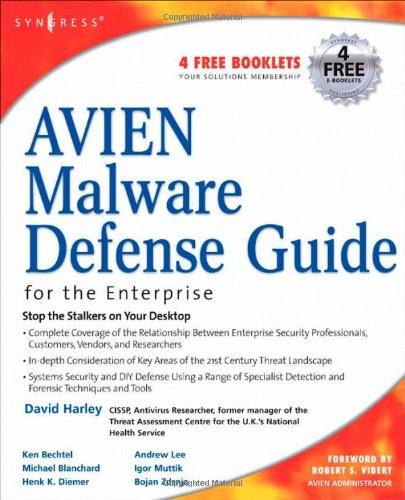 SYNGRESS®
4 FREE BOOKLETS
YOUR SOLUTIONS MEMBERSHIP
4
FREE
E-BOOKLETS
AVIEN
Malware
Defense Guide
for the Enterprise
Stop the Stalkers on Your Desktop
• Complete Coverage of the Relationship Between Enterprise Security Professionals,
Customers, Vendors, and Researchers
• In-depth Consideration of Key Areas of the 21st Century Threat Landscape
• Systems Security and DIY Defense Using a Range of Specialist Detection and
Forensic Techniques and Tools
David Harley CISSP, Antivirus Researcher, former manager of the
Threat Assessment Centre for the U.K.'s National
Health Service
Ken Bechtel
Michael Blanchard
Henk K. Diemer
Andrew Lee
Igor Muttik
Bojan Zdrnja
FOREWORD BY
ROBERT S. VIBERT
AVIEN ADMINISTRATOR